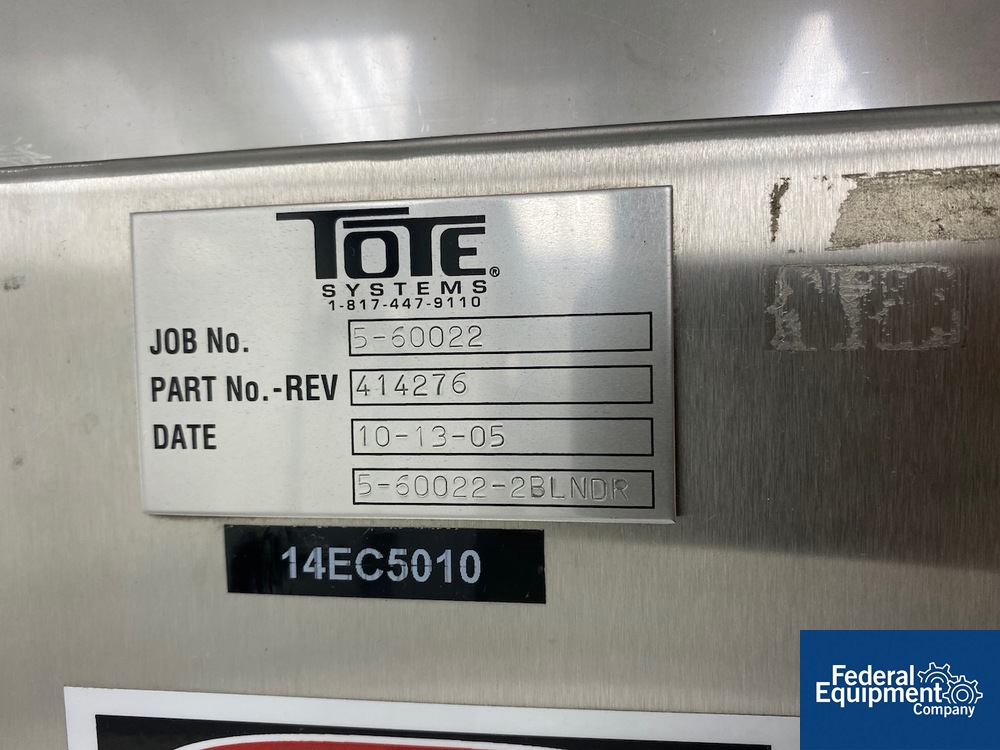 TOTE®
SYSTEMS
1-817-447-9110
JOB No. 5-60022
PART No.-REV 414276
DATE 10-13-05
5-60022-2BLNDR
14EC5010
Federal
Equipment
Company